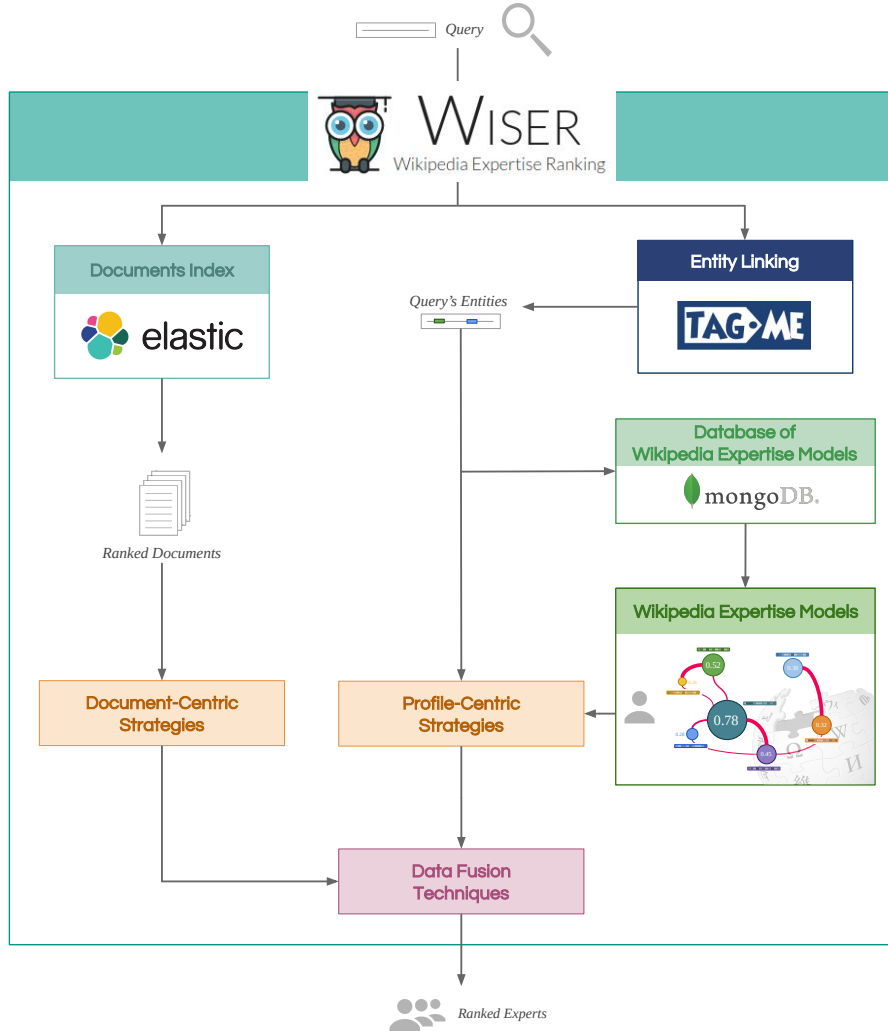 Query
WISER
Wikipedia Expertise Ranking
Documents Index
elastic
Entity Linking
TAG ME
Query's Entities
Database of
Wikipedia Expertise Models
mongoDB.
Ranked Documents
Wikipedia Expertise Models
0.52
0.78
0.32
W
И
Document-Centric
Strategies
Profile-Centric
Strategies
Data Fusion
Techniques
Ranked Experts